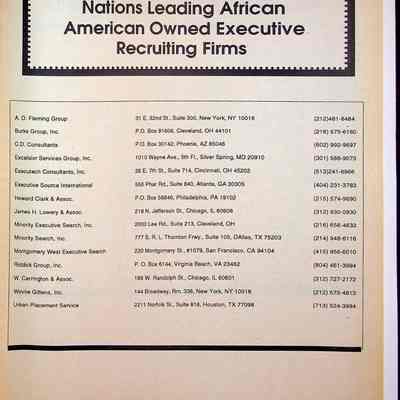 Nations Leading African
American Owned Executive
Recruiting Firms
A. D. Fleming Group 31 E. 32nd St., Suite 300, New York, NY 10016 (212)481-8484
Burks Group, Inc. P.O. Box 91609, Cleveland, OH 44101 (216) 675-6160
C.D. Consultants P.O. Box 30142, Phoenix, AZ 85046 (602) 992-9697
Excelsior Services Group, Inc. 1010 Wayne Ave., 5th Fl., Silver Spring, MD 20910 (301) 588-9073
Executech Consultants, Inc. 36 E. 7th St., Suite 714, Cincinnati, OH 45202 (513)241-6966
Executive Source International 555 Phar Rd., Suite 840, Atlanta, GA 30305 (404) 231-3783
Howard Clark & Assoc. P.O. Box 58846, Philadelphia, PA 19102 (215) 574-9690
James H. Lowery & Assoc. 218 N. Jefferson St., Chicago, IL 60606 (312) 930-0930
Minority Executive Search, Inc. 2000 Lee Rd., Suite 213, Cleveland, OH (216) 656-4632
Minority Search, Inc. 777 S. R. L. Thornton Frwy., Suite 105, DAllas, TX 75203 (214) 948-6116
Montgomery West Executive Search 220 Montgomery St., #1079, San Francisco, CA 94104 (415) 956-6010
Riddick Group, Inc. P. O. Box 6144, Virginia Beach, VA 23462 (804) 461-3994
W. Carrington & Assoc. 188 W. Randolph St., Chicago, IL 60601 (312) 727-2172
Winiter Gittens, Inc. 144 Broadway, Rm. 336, New York, NY 10018 (212) 575-4813
Urban Placement Service 2211 Norfolk St., Suite 816, Houston, TX 77098 (713) 524-3994